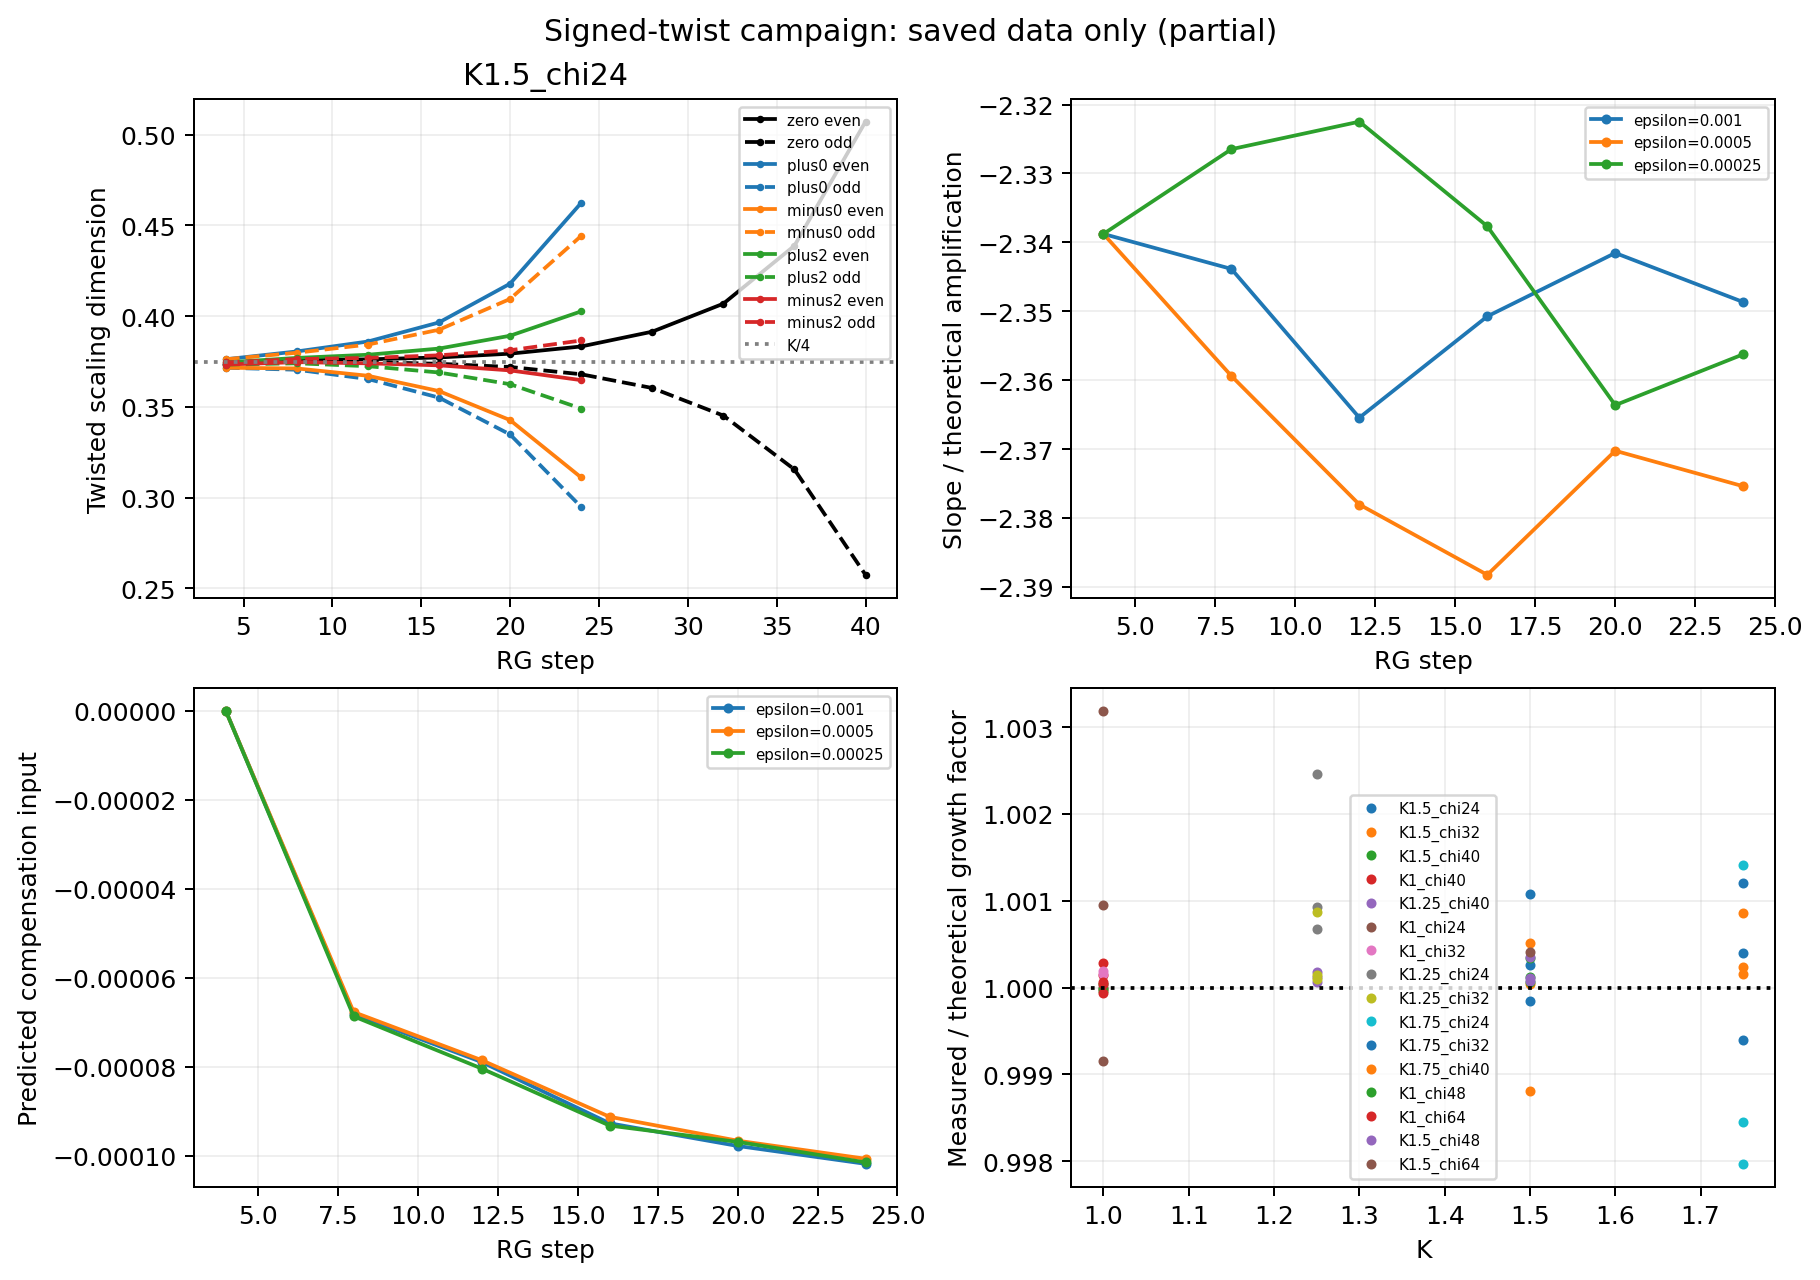 Signed-twist campaign: saved data only (partial)
K1.5_chi24
Twisted scaling dimension
0.50
0.45
0.40
0.35
0.30
0.25
zero even
zero odd
plus0 even
plus0 odd
minus0 even
minus0 odd
plus2 even
plus2 odd
minus2 even
minus2 odd
K/4
5
10
15
20
25
30
35
40
RG step
Slope / theoretical amplification
−2.32
−2.33
−2.34
−2.35
−2.36
−2.37
−2.38
−2.39
epsilon=0.001
epsilon=0.0005
epsilon=0.00025
5.0
7.5
10.0
12.5
15.0
17.5
20.0
22.5
25.0
RG step
Predicted compensation input
0.00000
−0.00002
−0.00004
−0.00006
−0.00008
−0.00010
epsilon=0.001
epsilon=0.0005
epsilon=0.00025
5.0
7.5
10.0
12.5
15.0
17.5
20.0
22.5
25.0
RG step
Measured / theoretical growth factor
1.003
1.002
1.001
1.000
0.999
0.998
K1.5_chi24
K1.5_chi32
K1.5_chi40
K1_chi40
K1.25_chi40
K1_chi24
K1_chi32
K1.25_chi24
K1.25_chi32
K1.75_chi24
K1.75_chi32
K1.75_chi40
K1_chi48
K1_chi64
K1.5_chi48
K1.5_chi64
1.0
1.1
1.2
1.3
1.4
1.5
1.6
1.7
K